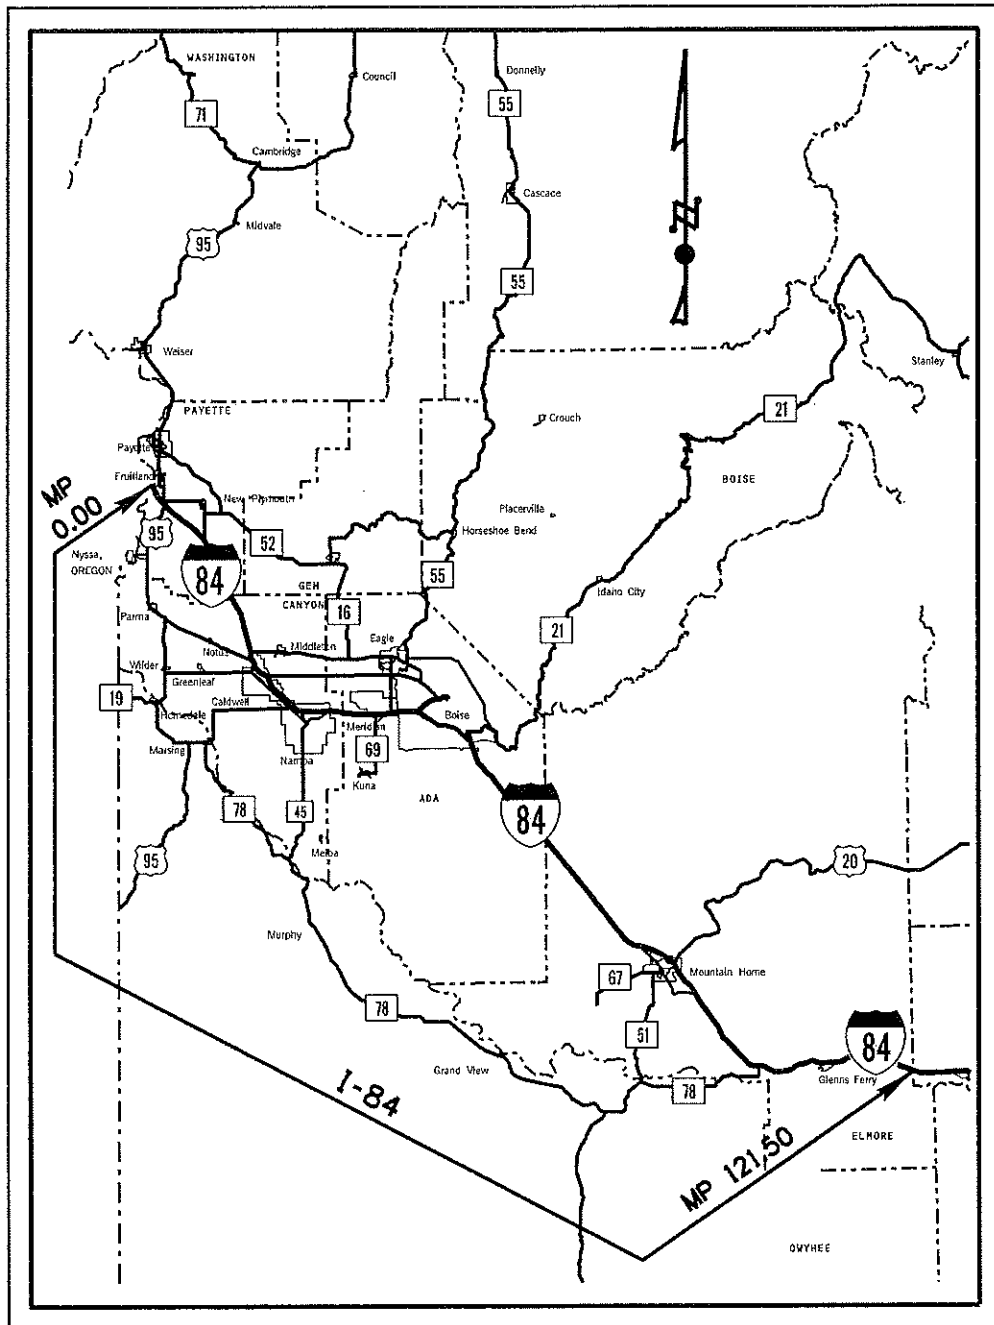 WASHINGTON
Council
Donnelly
71
55
Cambridge
Cascace
Midvale
95
55
Weiser
Stanley
PAYETTE
21
Crouch
Payette
Fruitland
BOISE
MP
0.00
New Plymouth
Placerville
95
Horseshoe Bend
52
Nyssa,
OREGON
84
55
GEM
Idaho City
CANYON
16
Parma
21
Eagle
Middleton
Notus
Wilder
Greenleaf
19
Caldwell
Homedale
Boise
Meridian
Marsing
69
Nampa
Kuna
ADA
78
45
84
Melba
95
20
Murphy
67
Mountain Home
78
51
84
Grand View
Glenns Ferry
I-84
78
ELMORE
MP 121.50
OWYHEE